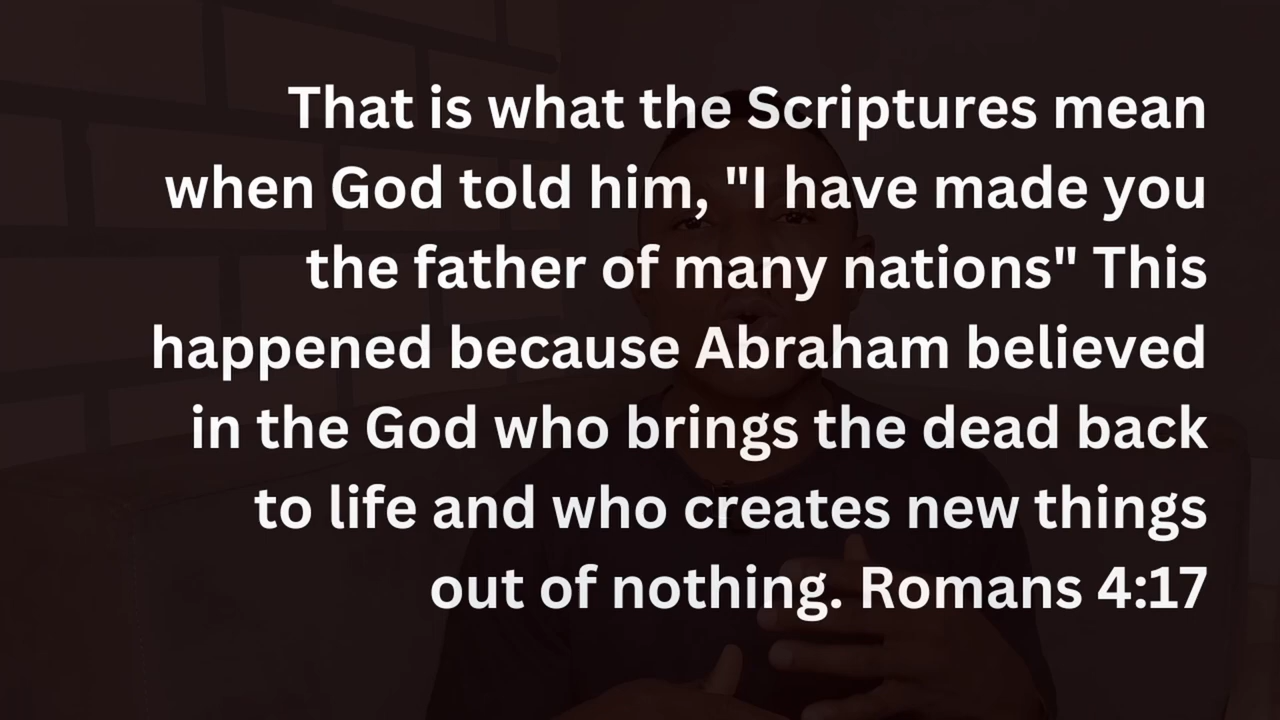 That is what the Scriptures mean
when God told him, "I have made you
the father of many nations" This
happened because Abraham believed
in the God who brings the dead back
to life and who creates new things
out of nothing. Romans 4:17